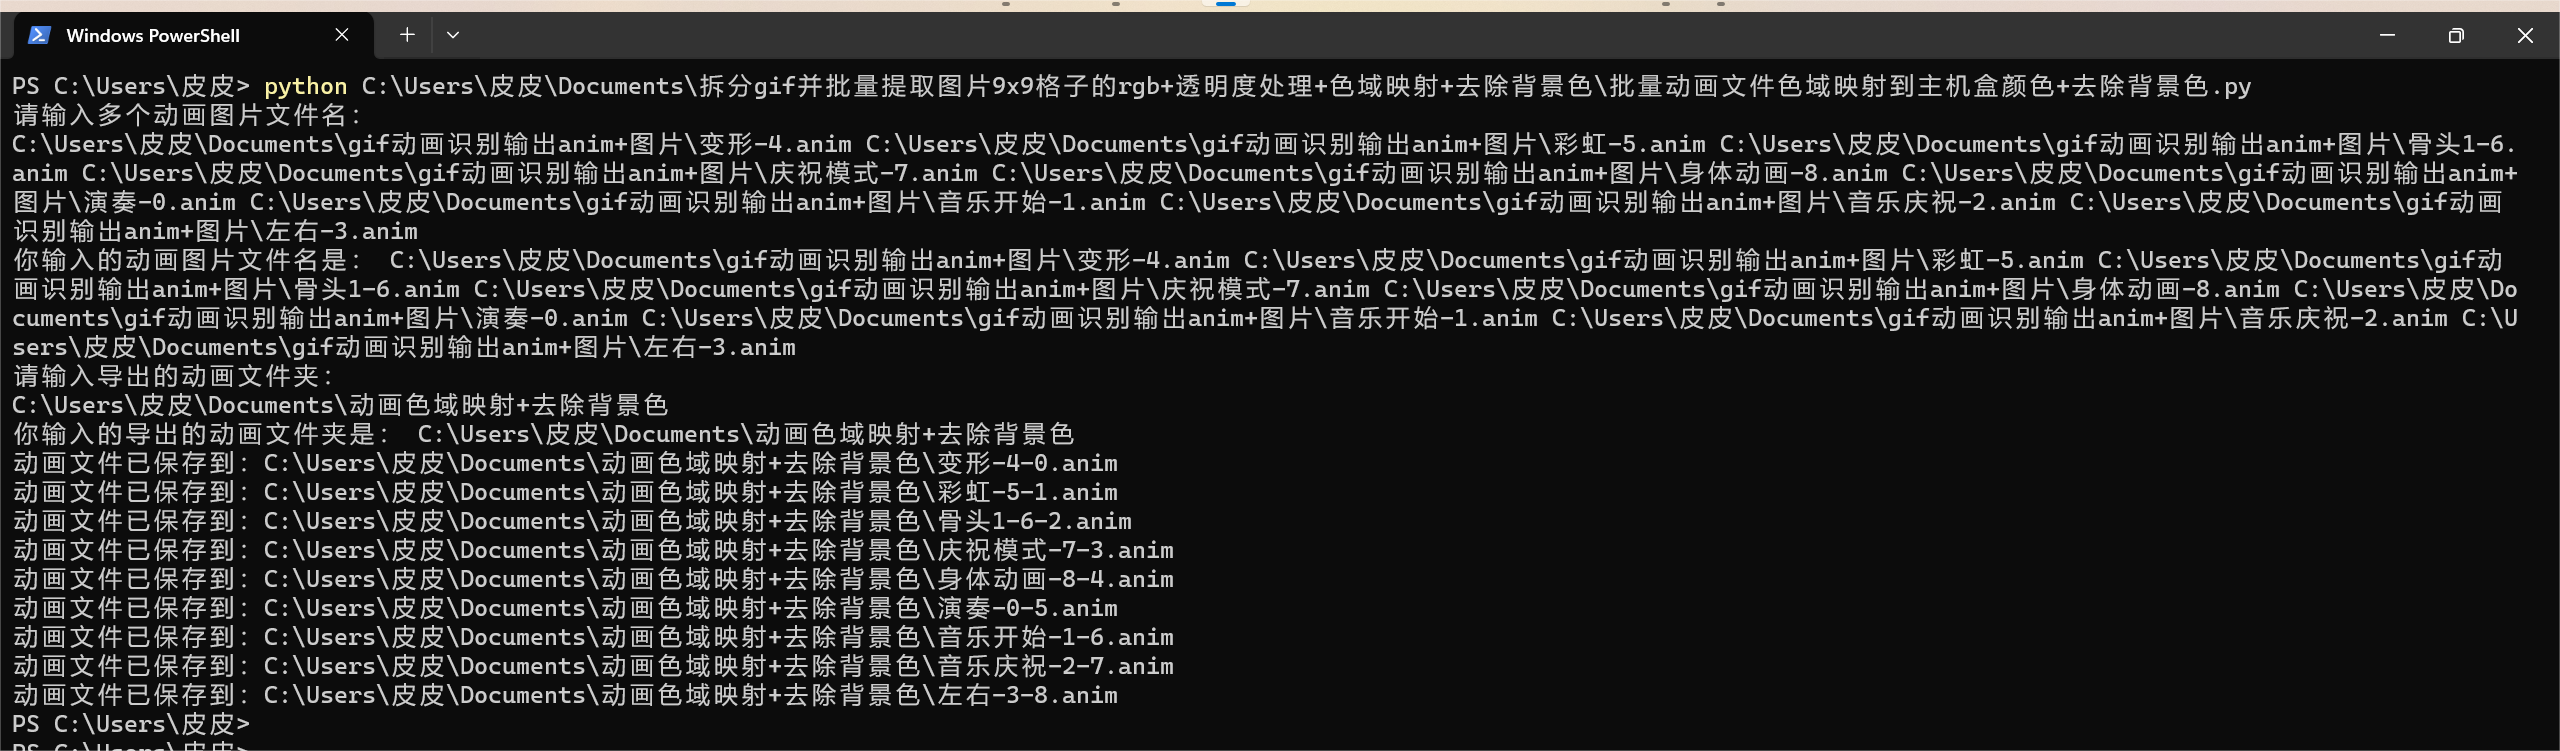 Windows PowerShell
PS C:\Users\皮皮> python C:\Users\皮皮\Documents\拆分gif并批量提取图片9x9格子的rgb+透明度处理+色域映射+去除背景色\批量动画文件色域映射到主机盒颜色+去除背景色.py
请输入多个动画图片文件名：
C:\Users\皮皮\Documents\gif动画识别输出anim+图片\变形-4.anim C:\Users\皮皮\Documents\gif动画识别输出anim+图片\彩虹-5.anim C:\Users\皮皮\Documents\gif动画识别输出anim+图片\骨头1-6.
anim C:\Users\皮皮\Documents\gif动画识别输出anim+图片\庆祝模式-7.anim C:\Users\皮皮\Documents\gif动画识别输出anim+图片\身体动画-8.anim C:\Users\皮皮\Documents\gif动画识别输出anim+
图片\演奏-0.anim C:\Users\皮皮\Documents\gif动画识别输出anim+图片\音乐开始-1.anim C:\Users\皮皮\Documents\gif动画识别输出anim+图片\音乐庆祝-2.anim C:\Users\皮皮\Documents\gif动画
识别输出anim+图片\左右-3.anim
你输入的动画图片文件名是： C:\Users\皮皮\Documents\gif动画识别输出anim+图片\变形-4.anim C:\Users\皮皮\Documents\gif动画识别输出anim+图片\彩虹-5.anim C:\Users\皮皮\Documents\gif动
画识别输出anim+图片\骨头1-6.anim C:\Users\皮皮\Documents\gif动画识别输出anim+图片\庆祝模式-7.anim C:\Users\皮皮\Documents\gif动画识别输出anim+图片\身体动画-8.anim C:\Users\皮皮\Do
cuments\gif动画识别输出anim+图片\演奏-0.anim C:\Users\皮皮\Documents\gif动画识别输出anim+图片\音乐开始-1.anim C:\Users\皮皮\Documents\gif动画识别输出anim+图片\音乐庆祝-2.anim C:\U
sers\皮皮\Documents\gif动画识别输出anim+图片\左右-3.anim
请输入导出的动画文件夹：
C:\Users\皮皮\Documents\动画色域映射+去除背景色
你输入的导出的动画文件夹是： C:\Users\皮皮\Documents\动画色域映射+去除背景色
动画文件已保存到：C:\Users\皮皮\Documents\动画色域映射+去除背景色\变形-4-0.anim
动画文件已保存到：C:\Users\皮皮\Documents\动画色域映射+去除背景色\彩虹-5-1.anim
动画文件已保存到：C:\Users\皮皮\Documents\动画色域映射+去除背景色\骨头1-6-2.anim
动画文件已保存到：C:\Users\皮皮\Documents\动画色域映射+去除背景色\庆祝模式-7-3.anim
动画文件已保存到：C:\Users\皮皮\Documents\动画色域映射+去除背景色\身体动画-8-4.anim
动画文件已保存到：C:\Users\皮皮\Documents\动画色域映射+去除背景色\演奏-0-5.anim
动画文件已保存到：C:\Users\皮皮\Documents\动画色域映射+去除背景色\音乐开始-1-6.anim
动画文件已保存到：C:\Users\皮皮\Documents\动画色域映射+去除背景色\音乐庆祝-2-7.anim
动画文件已保存到：C:\Users\皮皮\Documents\动画色域映射+去除背景色\左右-3-8.anim
PS C:\Users\皮皮>
PS C:\Users\皮皮>